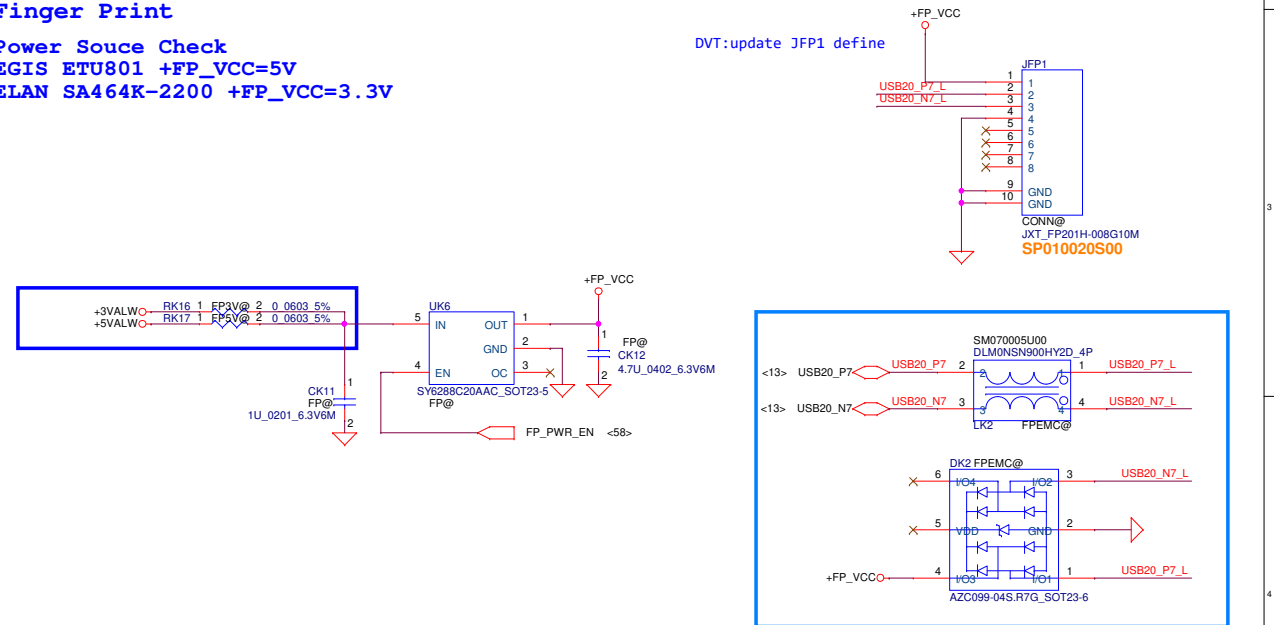 Finger Print
Power Souce Check
EGIS ETU801 +FP_VCC=5V
ELAN SA464K-2200 +FP_VCC=3.3V
DVT:update JFP1 define
+FP_VCC
JFP1
USB20_P7_L
USB20_N7_L
1 1
2 2
3 3
4 4
5 5
6 6
7 7
8 8
9 GND
10 GND
CONN@
JXT_FP201H-008G10M
SP010020S00
3
+3VALW RK16 1 FP3V@ 2 0_0603_5%
+5VALW RK17 1 FP5V@ 2 0_0603_5%
CK11
FP@
1U_0201_6.3V6M
1
2
UK6
5 IN OUT 1
GND 2
4 EN OC 3
SY6288C20AAC_SOT23-5
FP@
FP_PWR_EN <58>
+FP_VCC
1
FP@
CK12
4.7U_0402_6.3V6M
2
SM070005U00
DLM0NSN900HY2D_4P
<13> USB20_P7 USB20_P7 2 2 1 1 USB20_P7_L
<13> USB20_N7 USB20_N7 3 3 4 4 USB20_N7_L
LK2 FPEMC@
DK2 FPEMC@
6 I/O4 I/O2 3 USB20_N7_L
5 VDD GND 2
+FP_VCC 4 I/O3 I/O1 1 USB20_P7_L
AZC099-04S.R7G_SOT23-6
4